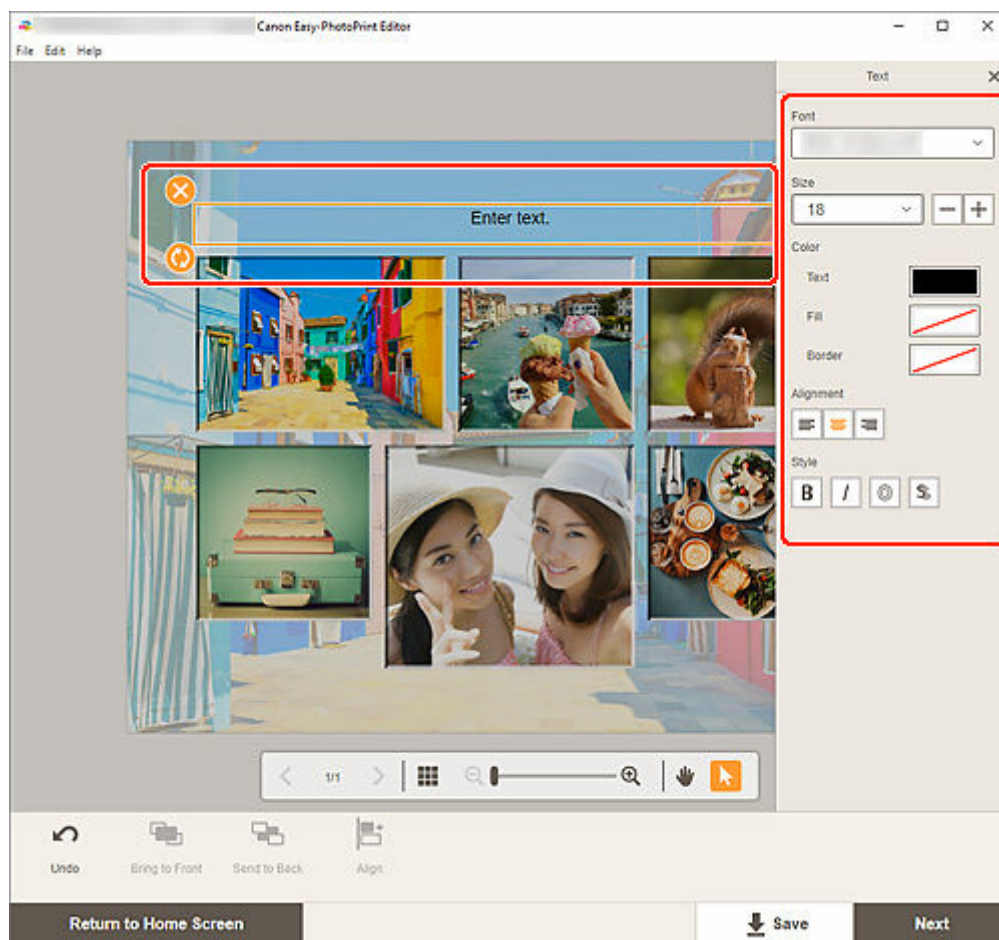 Canon Easy-PhotoPrint Editor
File Edit Help
Text
Font
Enter text.
Size
18
Color
Text
Fill
Border
Alignment
Style
B I O S
1/1
Undo Bring to Front Send to Back Align
Return to Home Screen Save Next